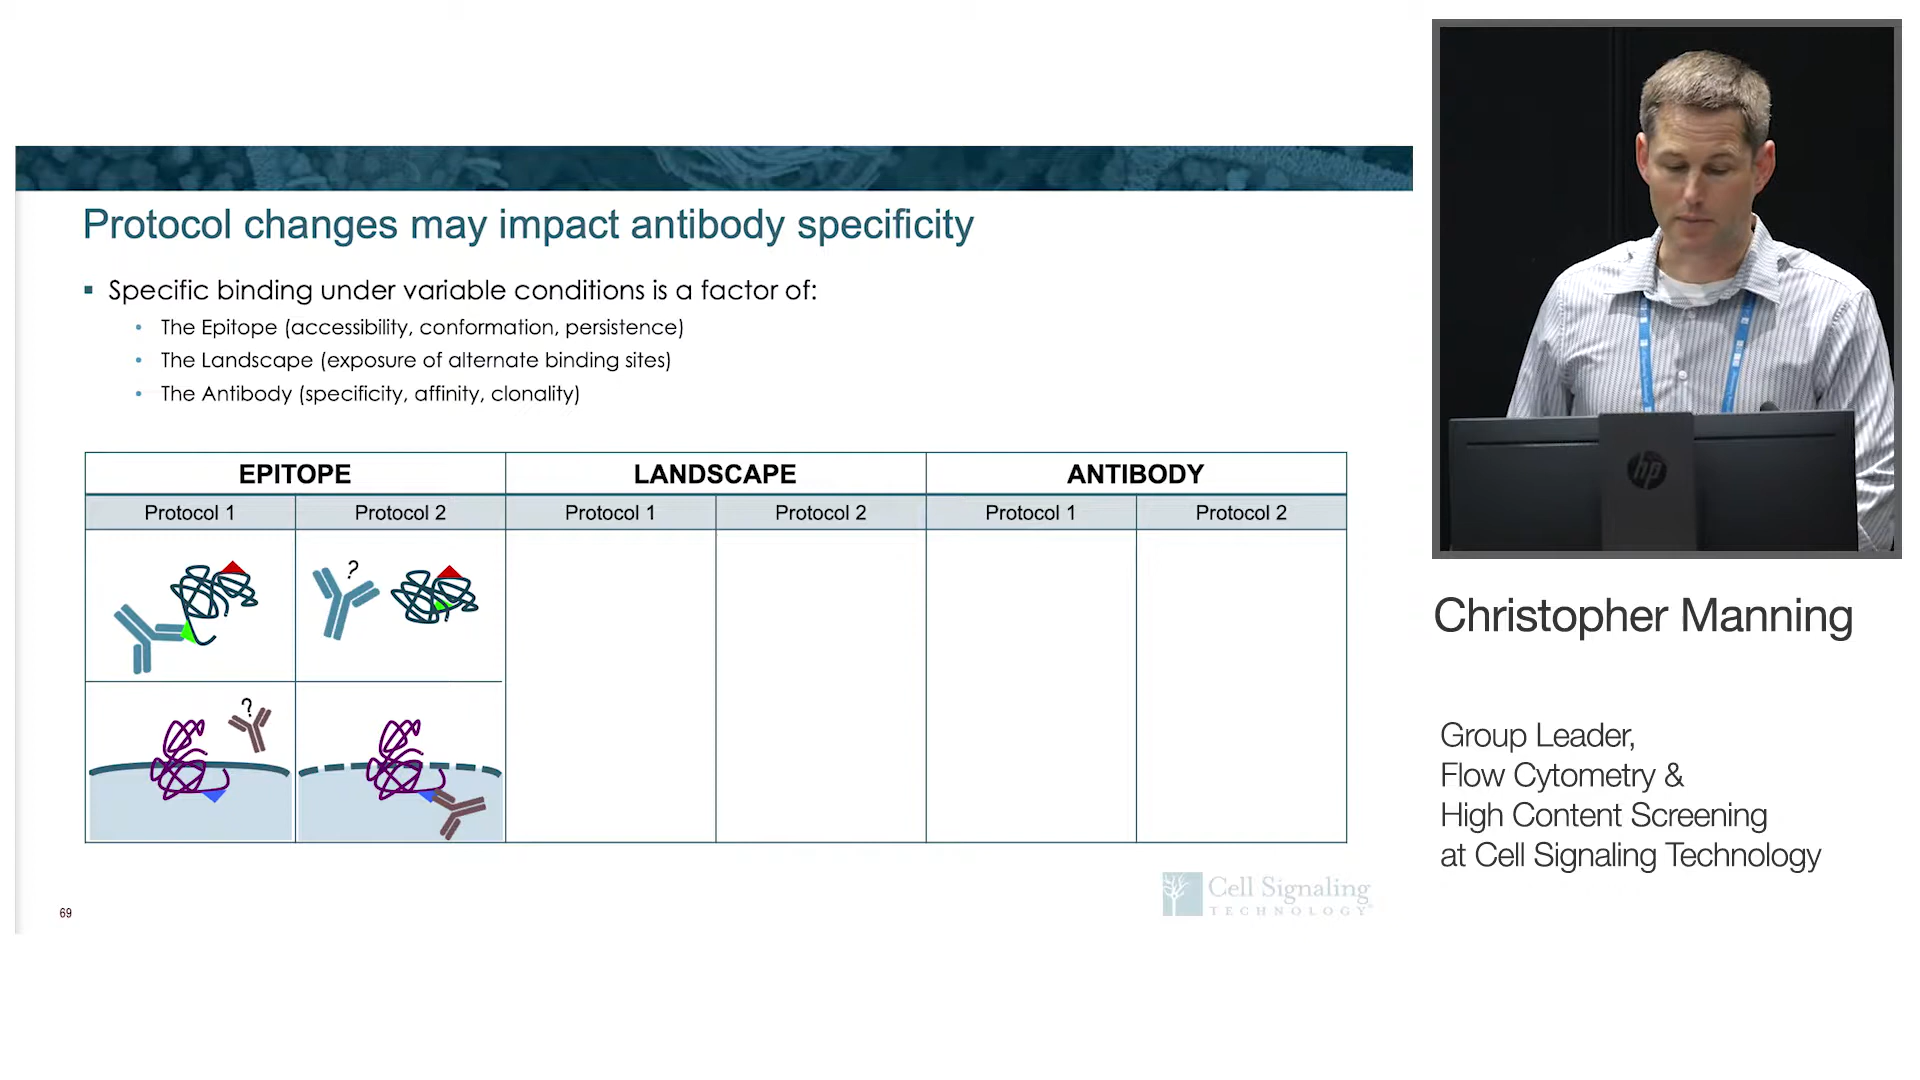 Protocol changes may impact antibody specificity
▪ Specific binding under variable conditions is a factor of:
• The Epitope (accessibility, conformation, persistence)
• The Landscape (exposure of alternate binding sites)
• The Antibody (specificity, affinity, clonality)
EPITOPE LANDSCAPE ANTIBODY
Protocol 1 Protocol 2 Protocol 1 Protocol 2 Protocol 1 Protocol 2
?
?
Cell Signaling
TECHNOLOGY®
69
hp
Christopher Manning
Group Leader,
Flow Cytometry &
High Content Screening
at Cell Signaling Technology